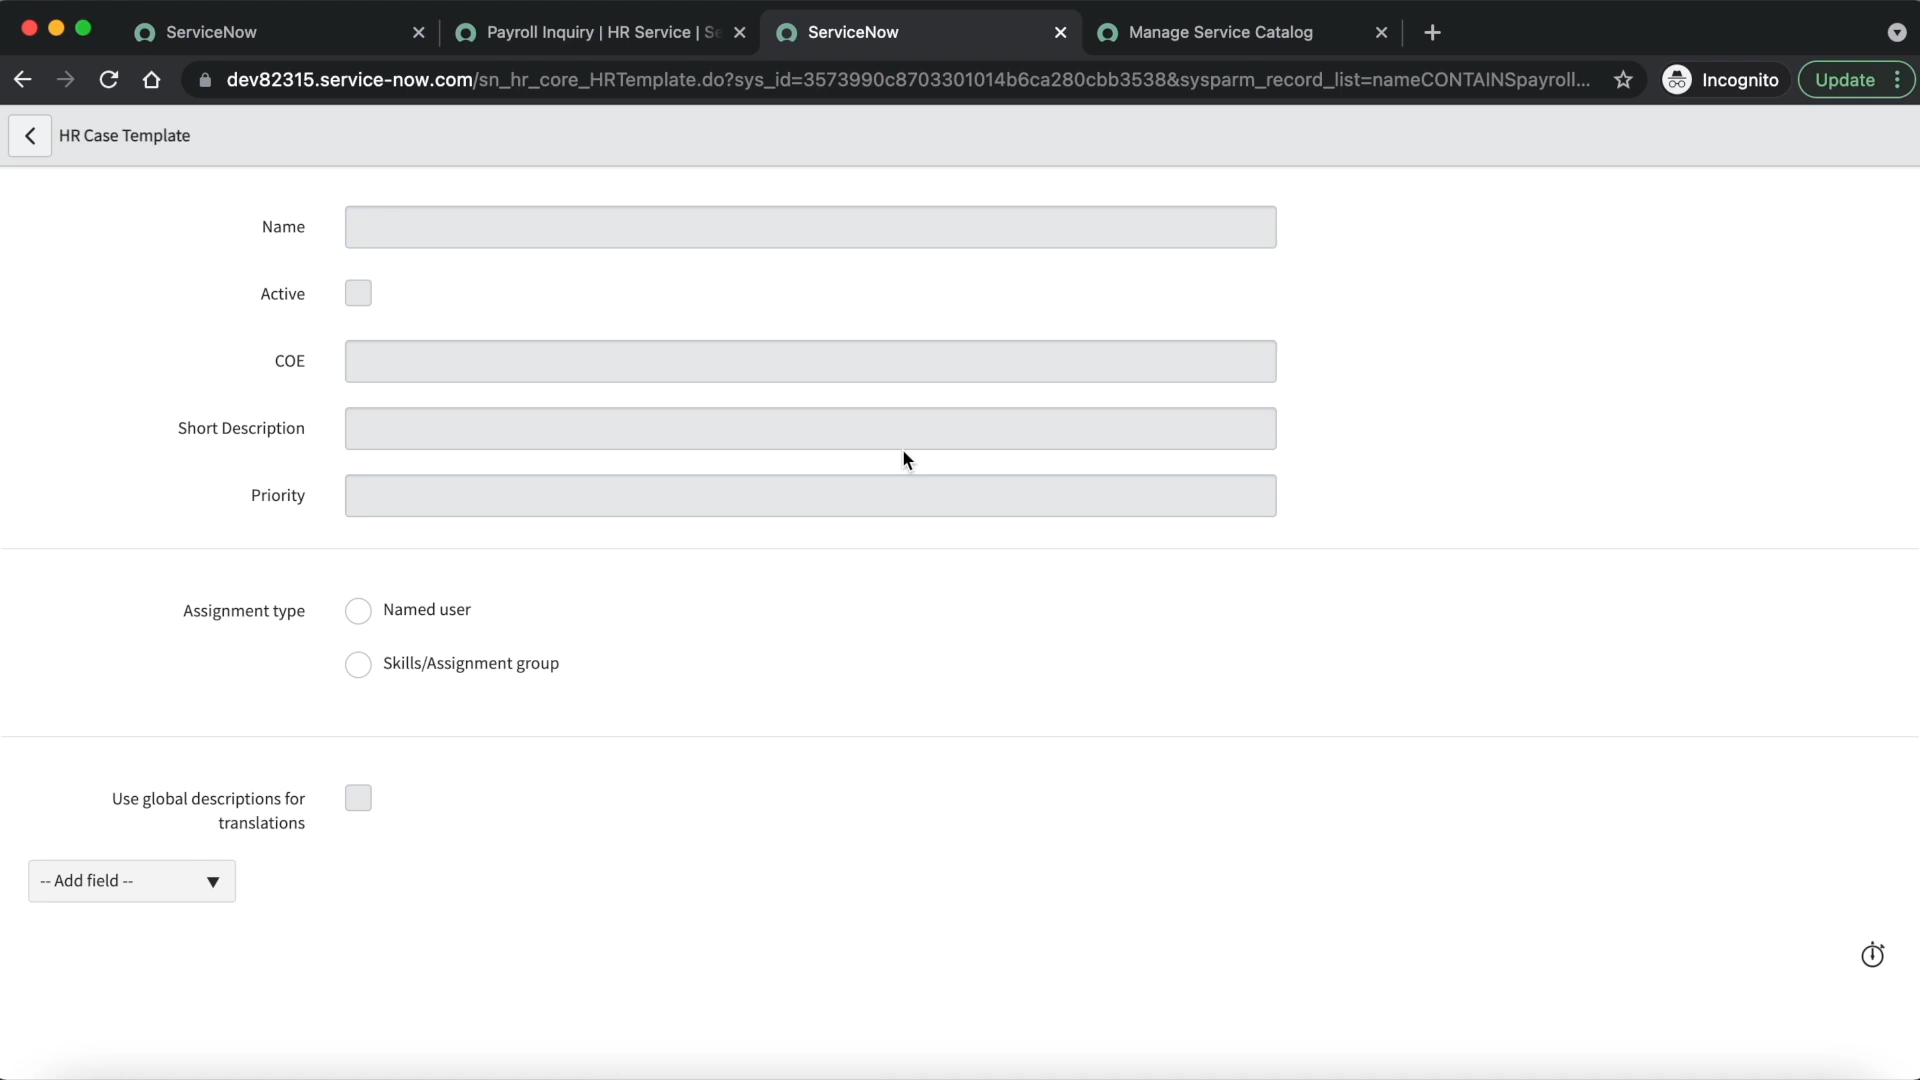 ServiceNow
Payroll Inquiry | HR Service | Se
ServiceNow
Manage Service Catalog
dev82315.service-now.com/sn_hr_core_HRTemplate.do?sys_id=3573990c8703301014b6ca280cbb3538&sysparm_record_list=nameCONTAINSpayroll...
Incognito
Update
HR Case Template
Name
Active
COE
Short Description
Priority
Assignment type
Named user
Skills/Assignment group
Use global descriptions for
translations
-- Add field --